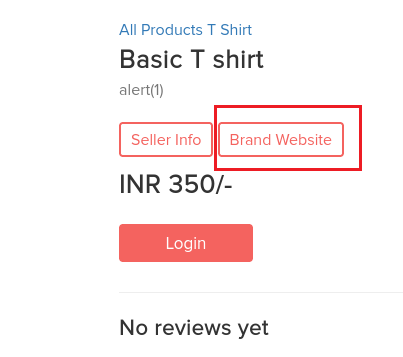 All Products T Shirt
Basic T shirt
alert(1)
Seller Info Brand Website
INR 350/-
Login
No reviews yet